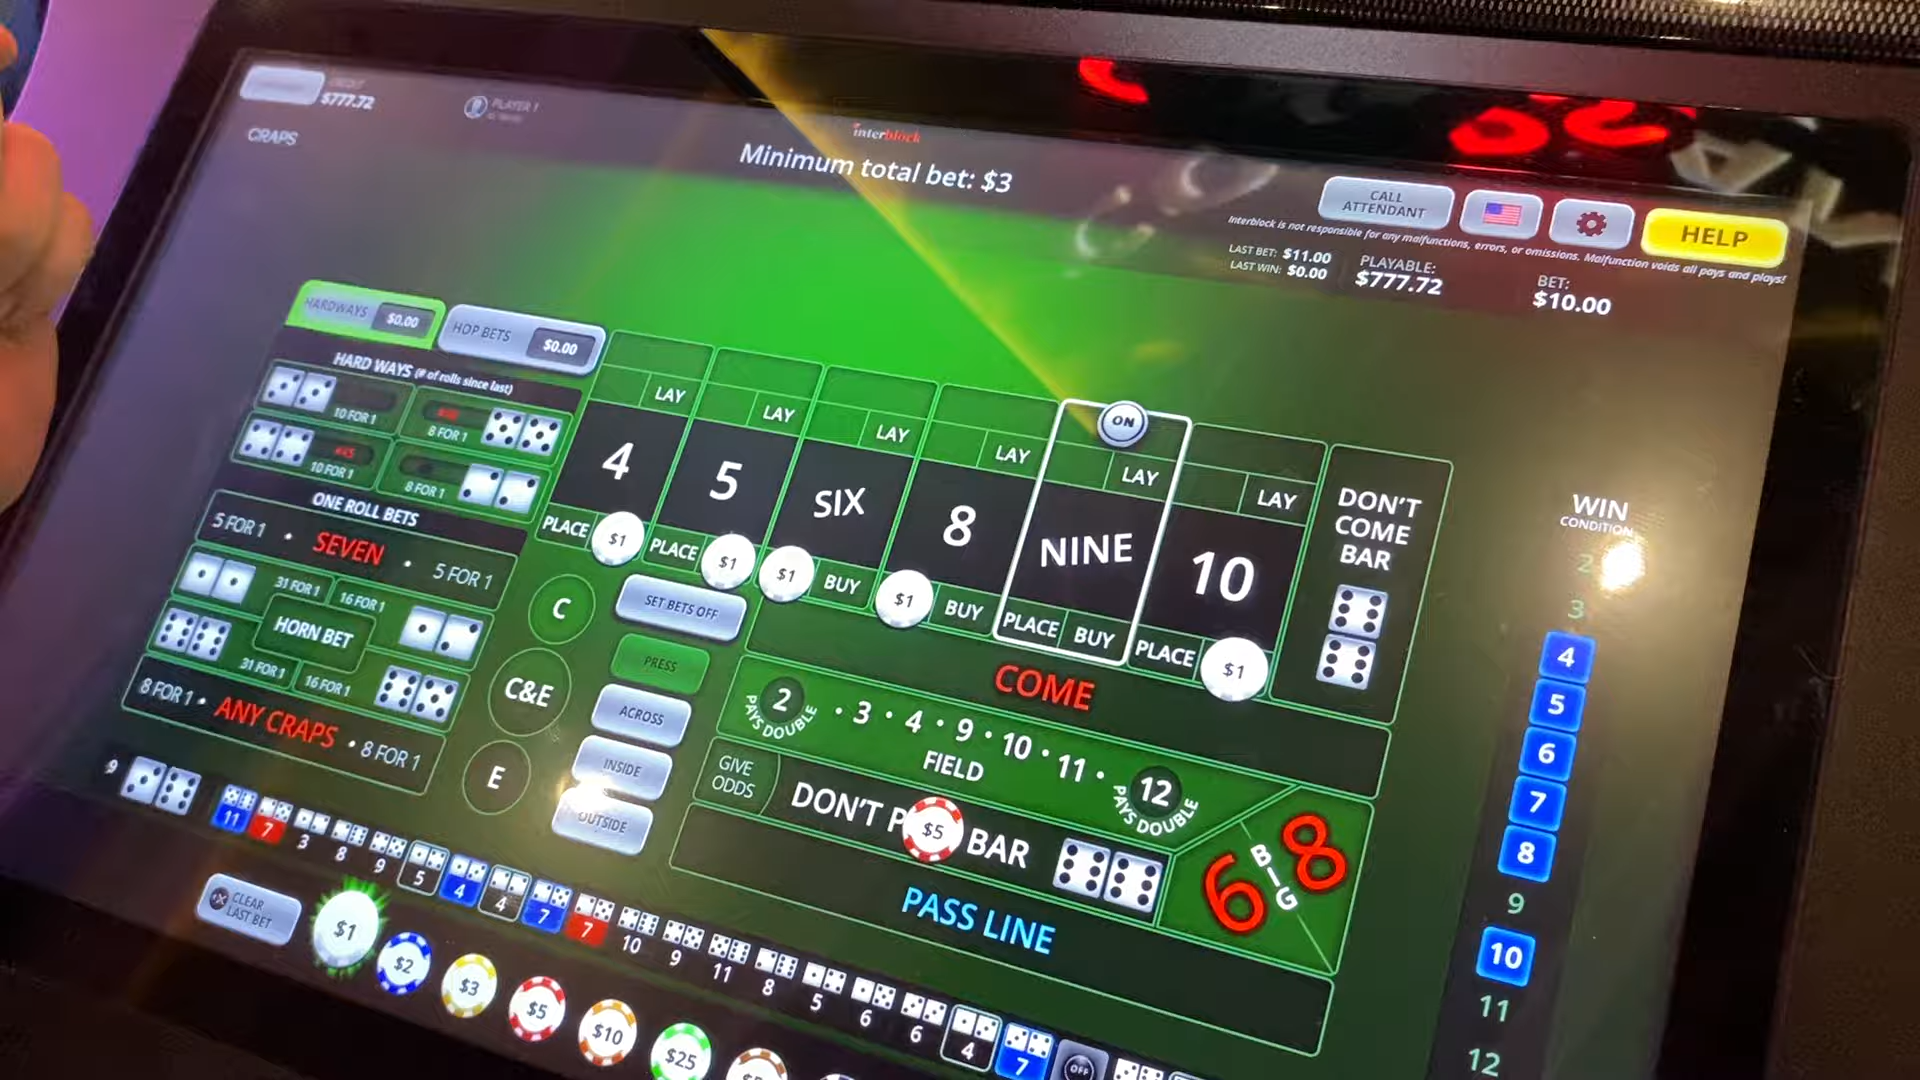 $777.72
PLAYER 1
CRAPS
interblock
Minimum total bet: $3
CALL ATTENDANT
HELP
Interblock is not responsible for any malfunctions, errors, or omissions. Malfunction voids all pays and plays!
LAST BET: $11.00
LAST WIN: $0.00
PLAYABLE:
$777.72
BET:
$10.00
HARDWAYS $0.00
HOP BETS $0.00
HARD WAYS (# of rolls since last)
10 FOR 1
8 FOR 1
10 FOR 1
8 FOR 1
ONE ROLL BETS
5 FOR 1 • SEVEN • 5 FOR 1
31 FOR 1
16 FOR 1
HORN BET
31 FOR 1
16 FOR 1
8 FOR 1 • ANY CRAPS • 8 FOR 1
LAY
LAY
LAY
LAY
ON
LAY
LAY
4
5
SIX
8
NINE
10
PLACE $1
PLACE $1
$1 BUY
$1 BUY
PLACE BUY
PLACE $1
DON'T
COME
BAR
C
C&E
E
SET BETS OFF
PRESS
ACROSS
INSIDE
OUTSIDE
COME
2 • 3 • 4 • 9 • 10 • 11 • 12
PAYS DOUBLE
FIELD
PAYS DOUBLE
GIVE ODDS
DON'T P $5 BAR
PASS LINE
6 BIG 8
WIN
CONDITION
2
3
4
5
6
7
8
9
10
11
12
9
11 7 3 8 9 5 4 4 7 7 10 9 11 8 5 6 6 4 7 OFF
CLEAR
LAST BET
$1 $2 $3 $5 $10 $25